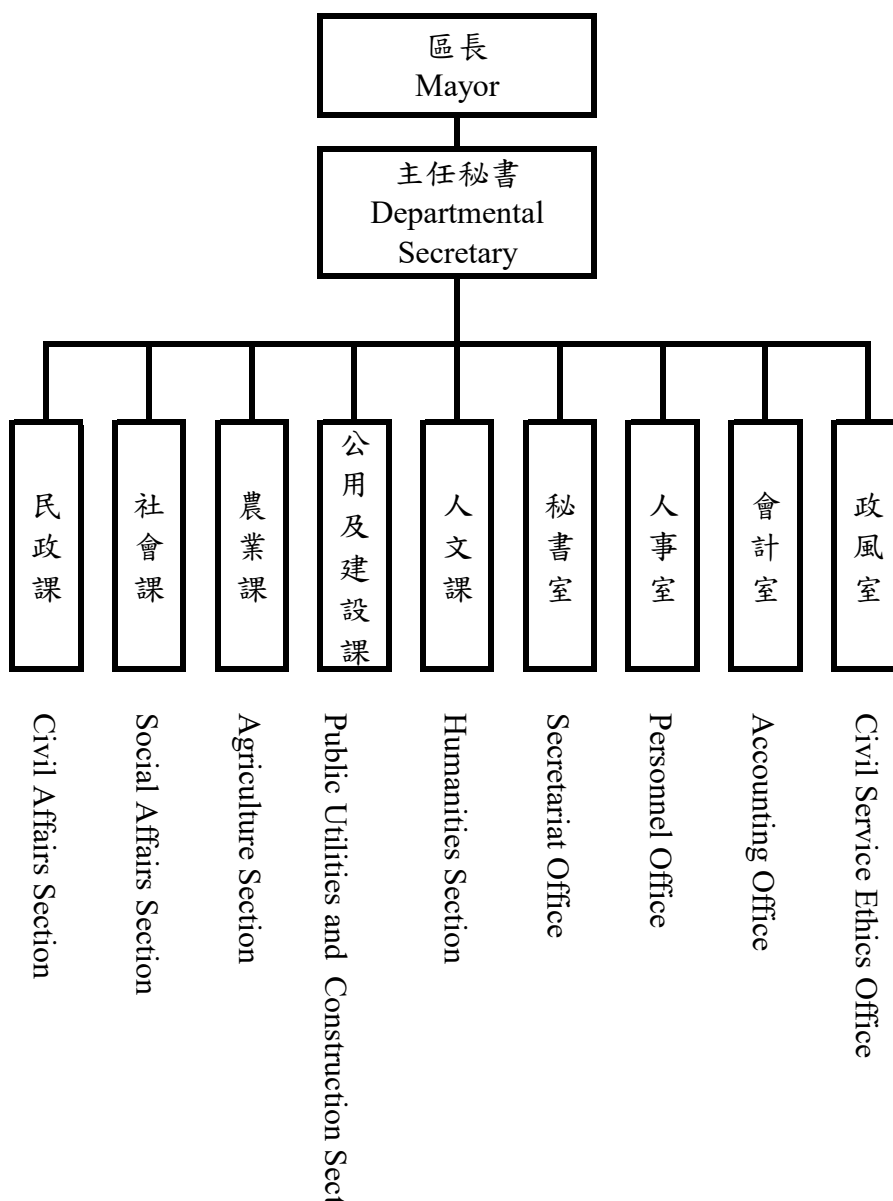 區長
Mayor
主任秘書
Departmental
Secretary
民政課
社會課
農業課
公用及建設課
人文課
秘書室
人事室
會計室
政風室
Civil Affairs Section
Social Affairs Section
Agriculture Section
Public Utilities and Construction Sect
Humanities Section
Secretariat Office
Personnel Office
Accounting Office
Civil Service Ethics Office